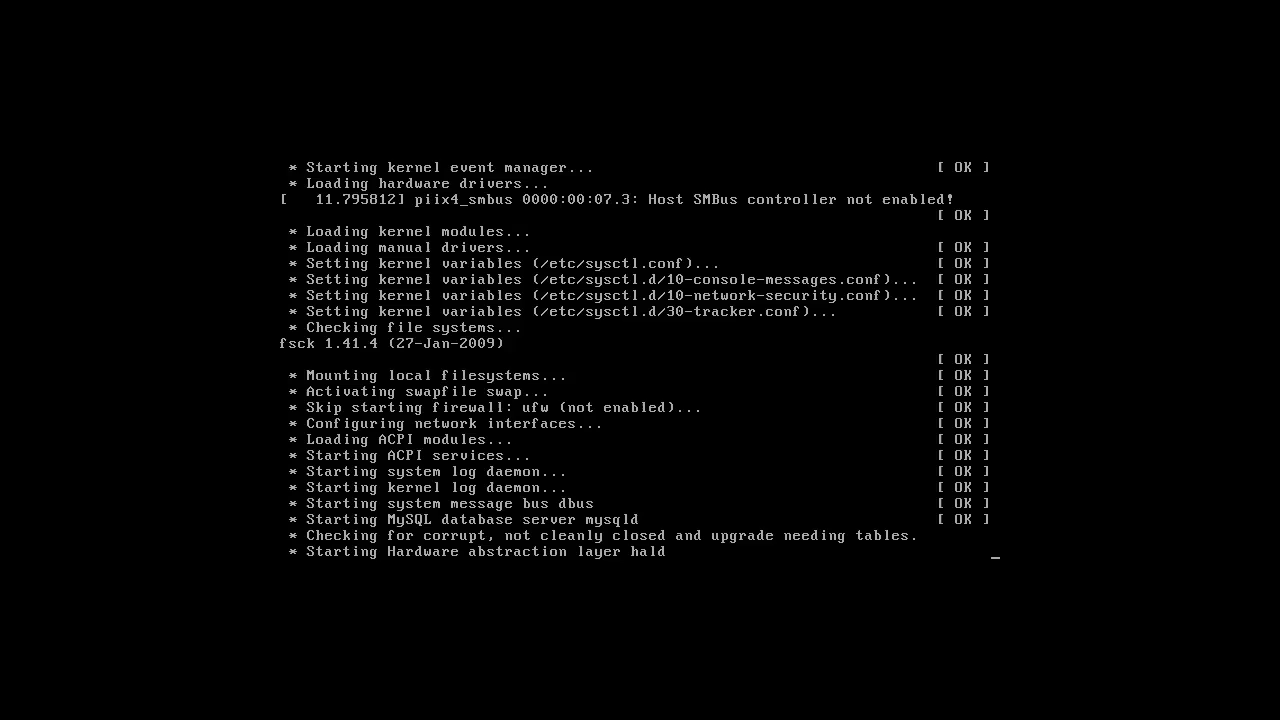 * Starting kernel event manager... [ OK ]
* Loading hardware drivers...
[   11.795812] piix4_smbus 0000:00:07.3: Host SMBus controller not enabled!
[ OK ]
* Loading kernel modules...
* Loading manual drivers... [ OK ]
* Setting kernel variables (/etc/sysctl.conf)... [ OK ]
* Setting kernel variables (/etc/sysctl.d/10-console-messages.conf)... [ OK ]
* Setting kernel variables (/etc/sysctl.d/10-network-security.conf)... [ OK ]
* Setting kernel variables (/etc/sysctl.d/30-tracker.conf)... [ OK ]
* Checking file systems...
fsck 1.41.4 (27-Jan-2009)
[ OK ]
* Mounting local filesystems... [ OK ]
* Activating swapfile swap... [ OK ]
* Skip starting firewall: ufw (not enabled)... [ OK ]
* Configuring network interfaces... [ OK ]
* Loading ACPI modules... [ OK ]
* Starting ACPI services... [ OK ]
* Starting system log daemon... [ OK ]
* Starting kernel log daemon... [ OK ]
* Starting system message bus dbus [ OK ]
* Starting MySQL database server mysqld [ OK ]
* Checking for corrupt, not cleanly closed and upgrade needing tables.
* Starting Hardware abstraction layer hald _